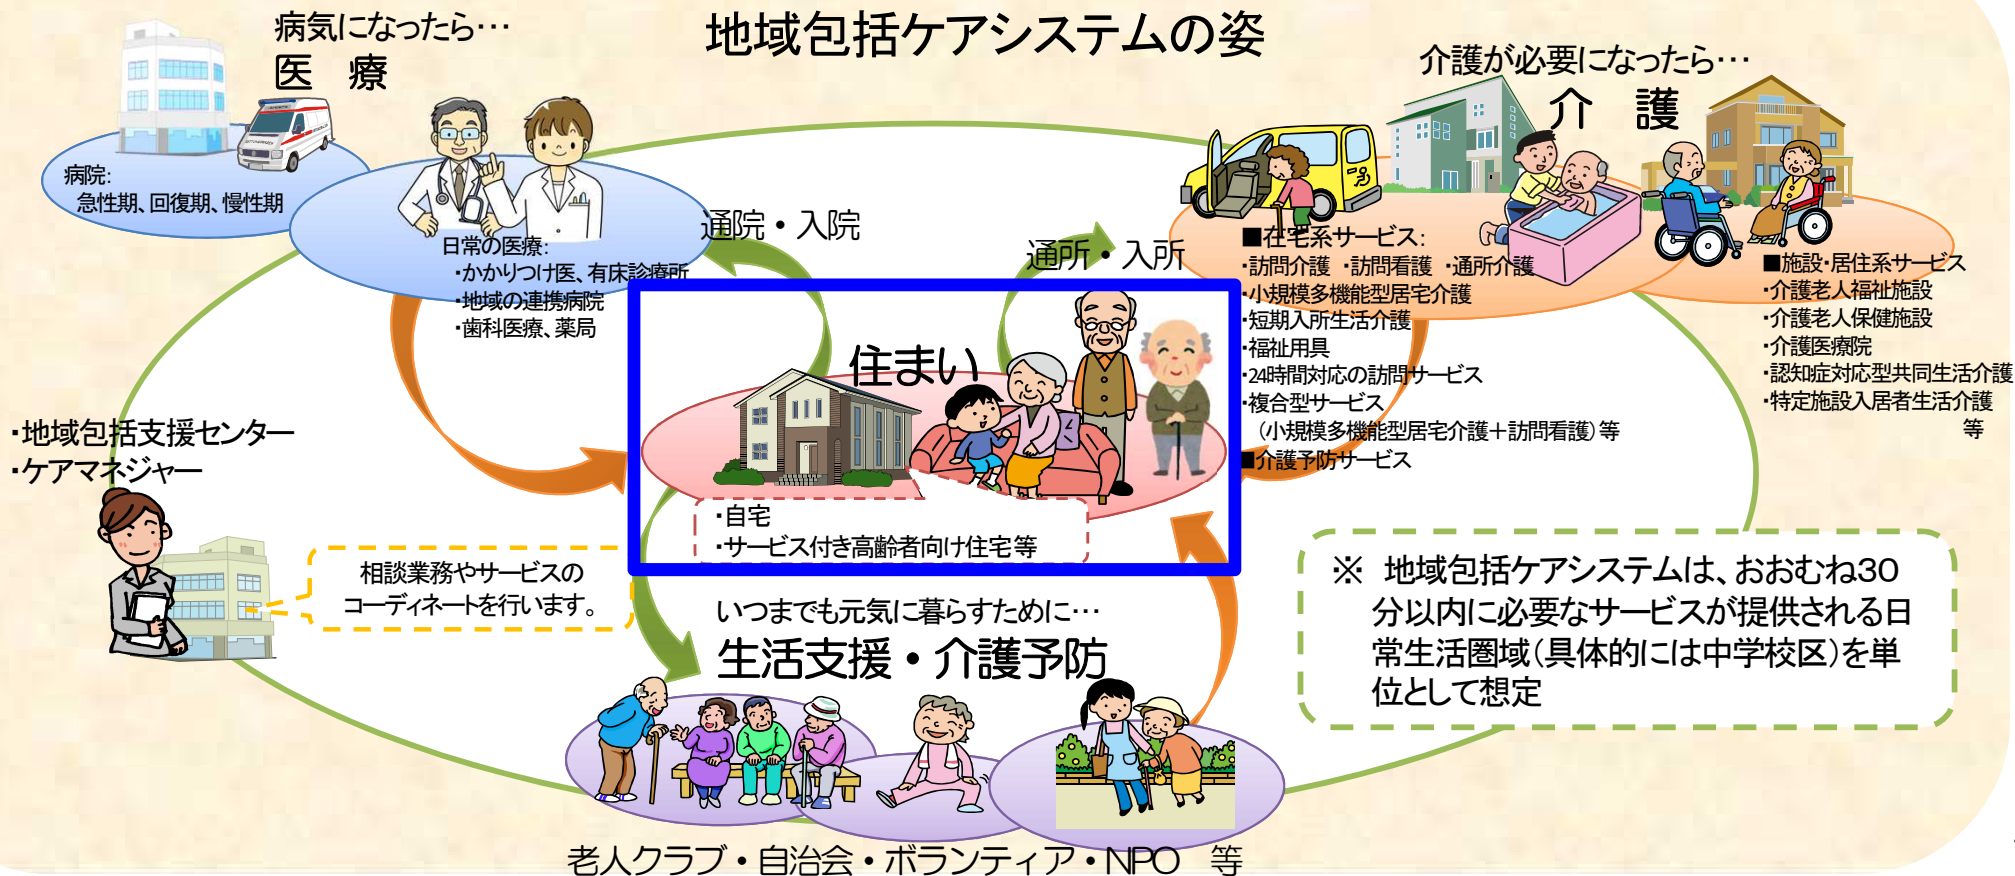 地域包括ケアシステムの姿
病気になったら…
医　療
病院:
急性期、回復期、慢性期
日常の医療:
・かかりつけ医、有床診療所
・地域の連携病院
・歯科医療、薬局
通院・入院
通所・入所
介護が必要になったら…
介　護
■在宅系サービス:
・訪問介護 ・訪問看護 ・通所介護
・小規模多機能型居宅介護
・短期入所生活介護
・福祉用具
・24時間対応の訪問サービス
・複合型サービス
（小規模多機能型居宅介護＋訪問看護）等
■介護予防サービス
■施設・居住系サービス
・介護老人福祉施設
・介護老人保健施設
・介護医療院
・認知症対応型共同生活介護
・特定施設入居者生活介護
等
住まい
・自宅
・サービス付き高齢者向け住宅等
・地域包括支援センター
・ケアマネジャー
相談業務やサービスの
コーディネートを行います。
いつまでも元気に暮らすために…
生活支援・介護予防
老人クラブ・自治会・ボランティア・NPO　等
※　地域包括ケアシステムは、おおむね30
分以内に必要なサービスが提供される日
常生活圏域（具体的には中学校区）を単
位として想定